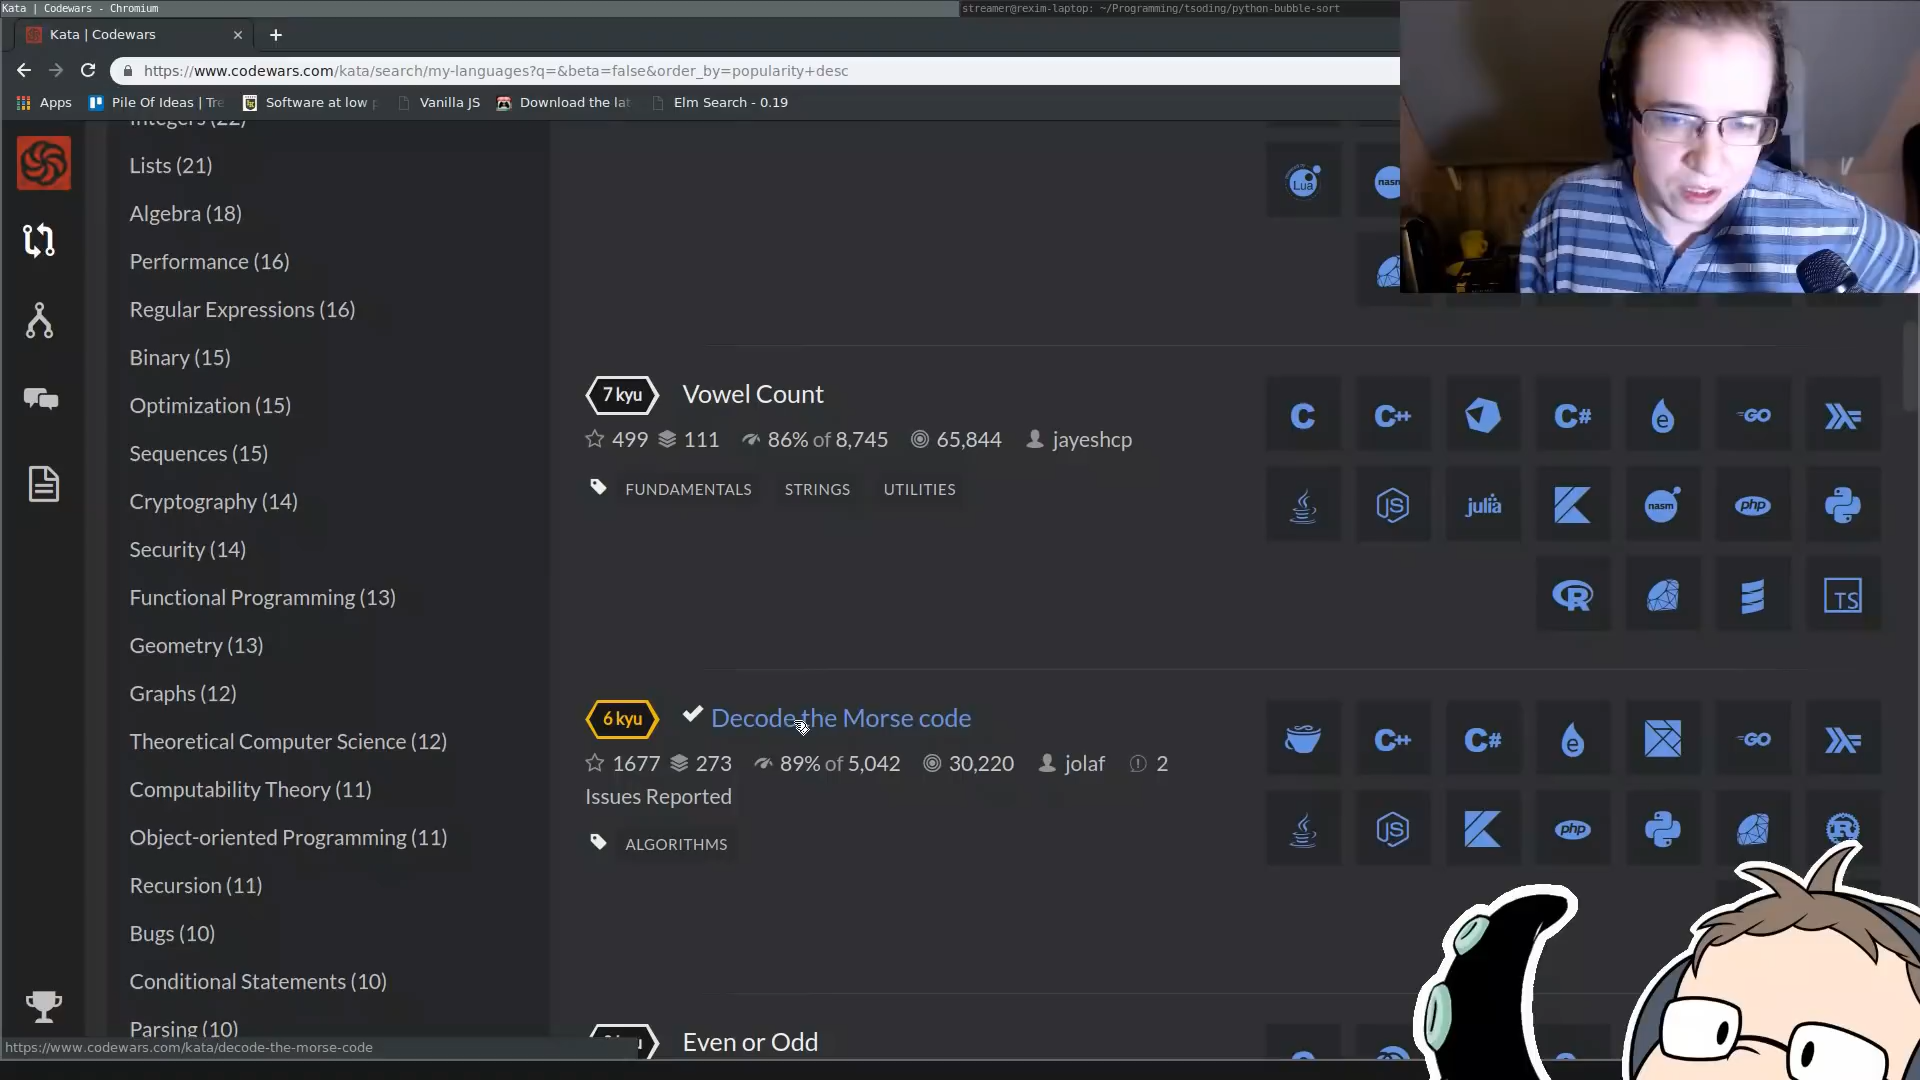 Kata | Codewars - Chromium
streamer@rexim-laptop: ~/Programming/tsoding/python-bubble-sort
Kata | Codewars
https://www.codewars.com/kata/search/my-languages?q=&beta=false&order_by=popularity+desc
Apps
Pile Of Ideas | Tre
Software at low p
Vanilla JS
Download the lat
Elm Search - 0.19
Integers (22)
Lists (21)
Algebra (18)
Performance (16)
Regular Expressions (16)
Binary (15)
Optimization (15)
Sequences (15)
Cryptography (14)
Security (14)
Functional Programming (13)
Geometry (13)
Graphs (12)
Theoretical Computer Science (12)
Computability Theory (11)
Object-oriented Programming (11)
Recursion (11)
Bugs (10)
Conditional Statements (10)
Parsing (10)
https://www.codewars.com/kata/decode-the-morse-code
Lua
nasm
7 kyu Vowel Count
499 111 86% of 8,745 65,844 jayeshcp
FUNDAMENTALS STRINGS UTILITIES
C C++ C# e GO
JS julia nasm php
R TS
6 kyu Decode the Morse code
1677 273 89% of 5,042 30,220 jolaf 2
Issues Reported
ALGORITHMS
C++ C# e GO
JS php
Even or Odd